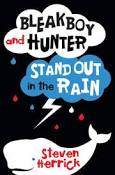 BLEAKBOY
and HUNTER
STAND OUT
in the RAIN
Steven
Herrick